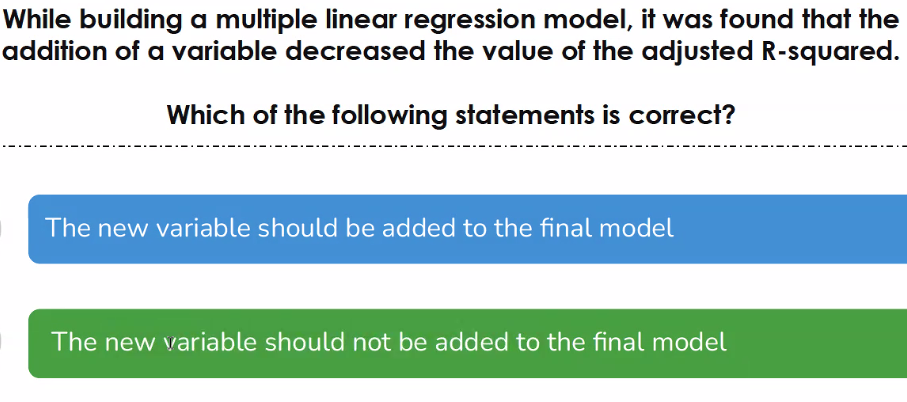 While building a multiple linear regression model, it was found that the
addition of a variable decreased the value of the adjusted R-squared.
Which of the following statements is correct?
The new variable should be added to the final model
The new variable should not be added to the final model